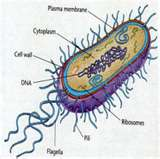 Plasma membrane
Cytoplasm
Cell wall
DNA
Ribosomes
Pili
Flagella